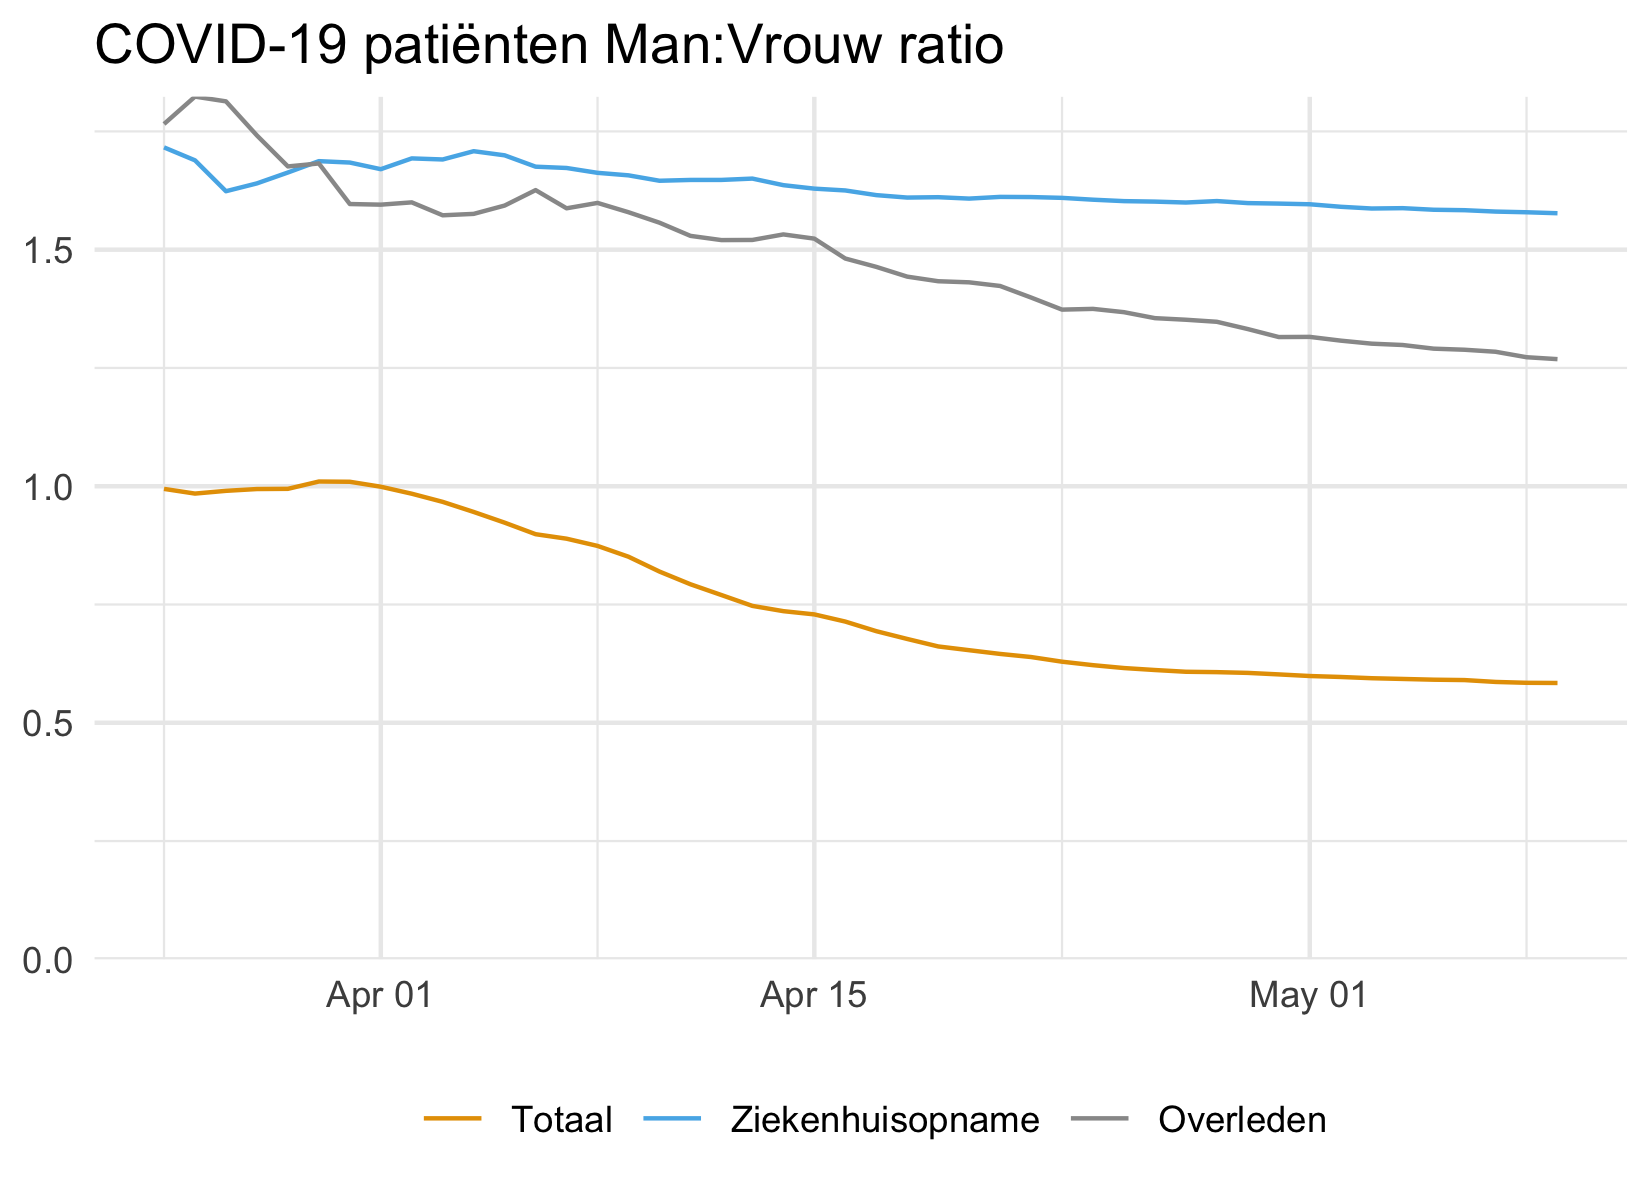 COVID-19 patiënten Man:Vrouw ratio
1.5
1.0
0.5
0.0
Apr 01 Apr 15 May 01
Totaal Ziekenhuisopname Overleden